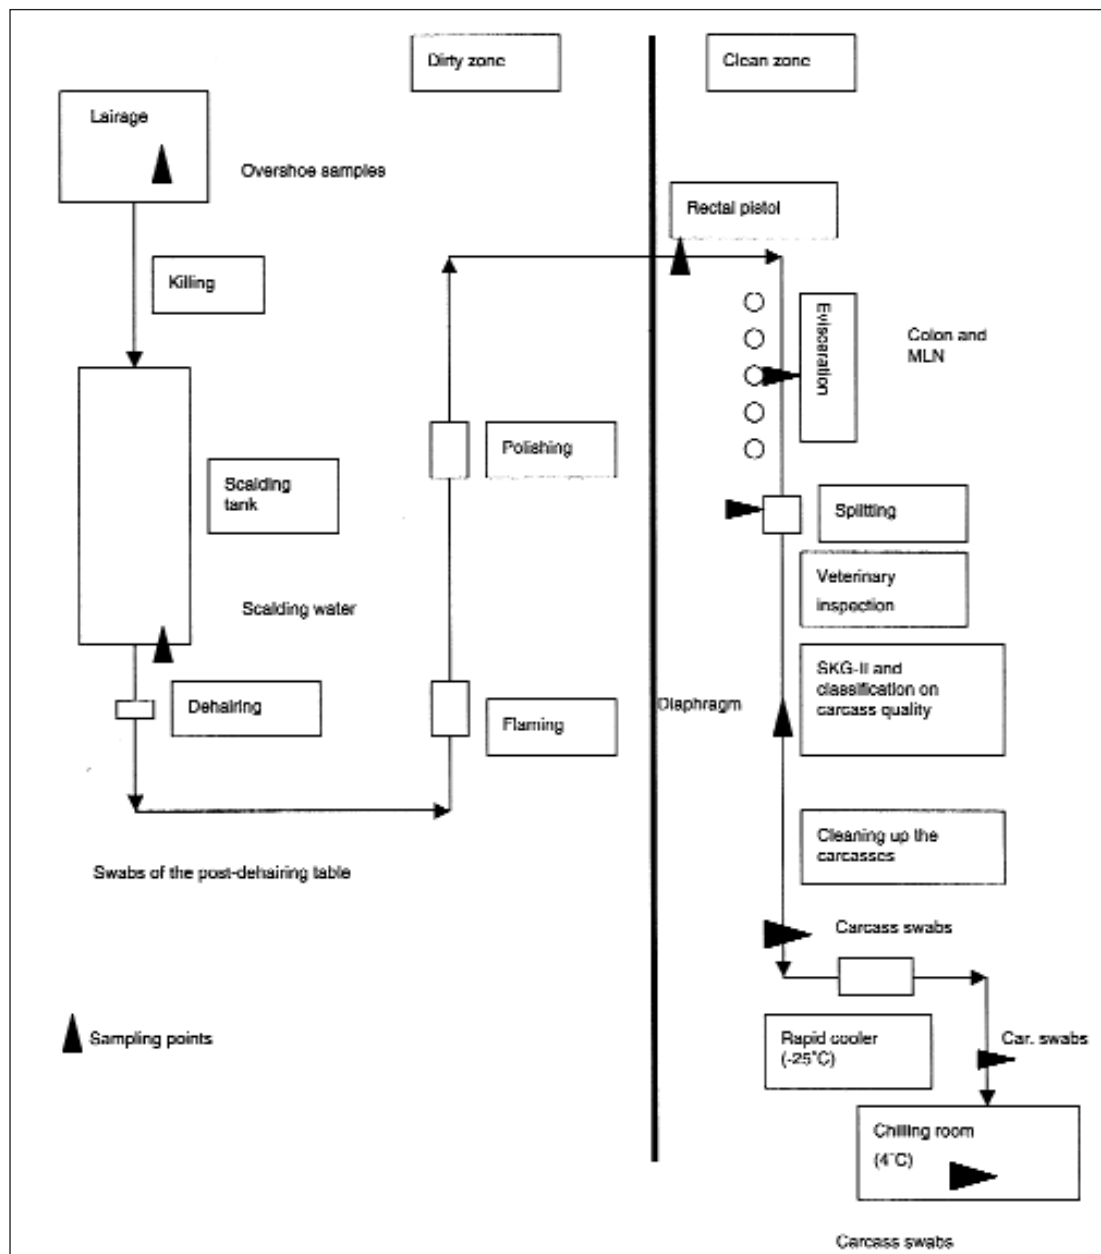 Dirty zone
Clean zone
Lairage
Overshoe samples
Rectal pistol
Killing
Evisceration
Colon and
MLN
Polishing
Scalding
tank
Splitting
Veterinary
inspection
Scalding water
SKG-II and
classification on
carcass quality
Diaphragm
Dehairing
Flaming
Cleaning up the
carcasses
Swabs of the post-dehairing table
Carcass swabs
Sampling points
Rapid cooler
(-25°C)
Car. swabs
Chilling room
(4°C)
Carcass swabs